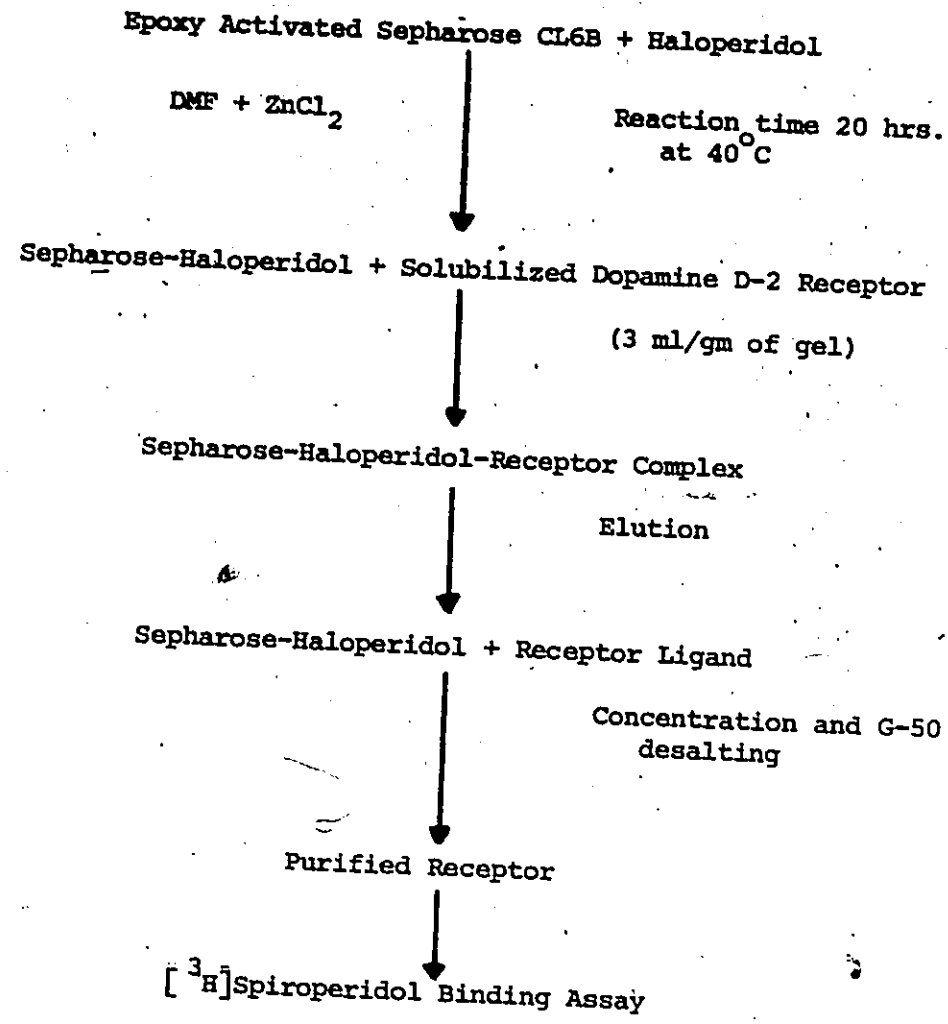 Epoxy Activated Sepharose CL6B + Haloperidol
DMF + ZnCl2
Reaction time 20 hrs.
at 40°C
Sepharose-Haloperidol + Solubilized Dopamine D-2 Receptor
(3 ml/gm of gel)
Sepharose-Haloperidol-Receptor Complex
Elution
Sepharose-Haloperidol + Receptor Ligand
Concentration and G-50
desalting
Purified Receptor
[3H]Spiroperidol Binding Assay